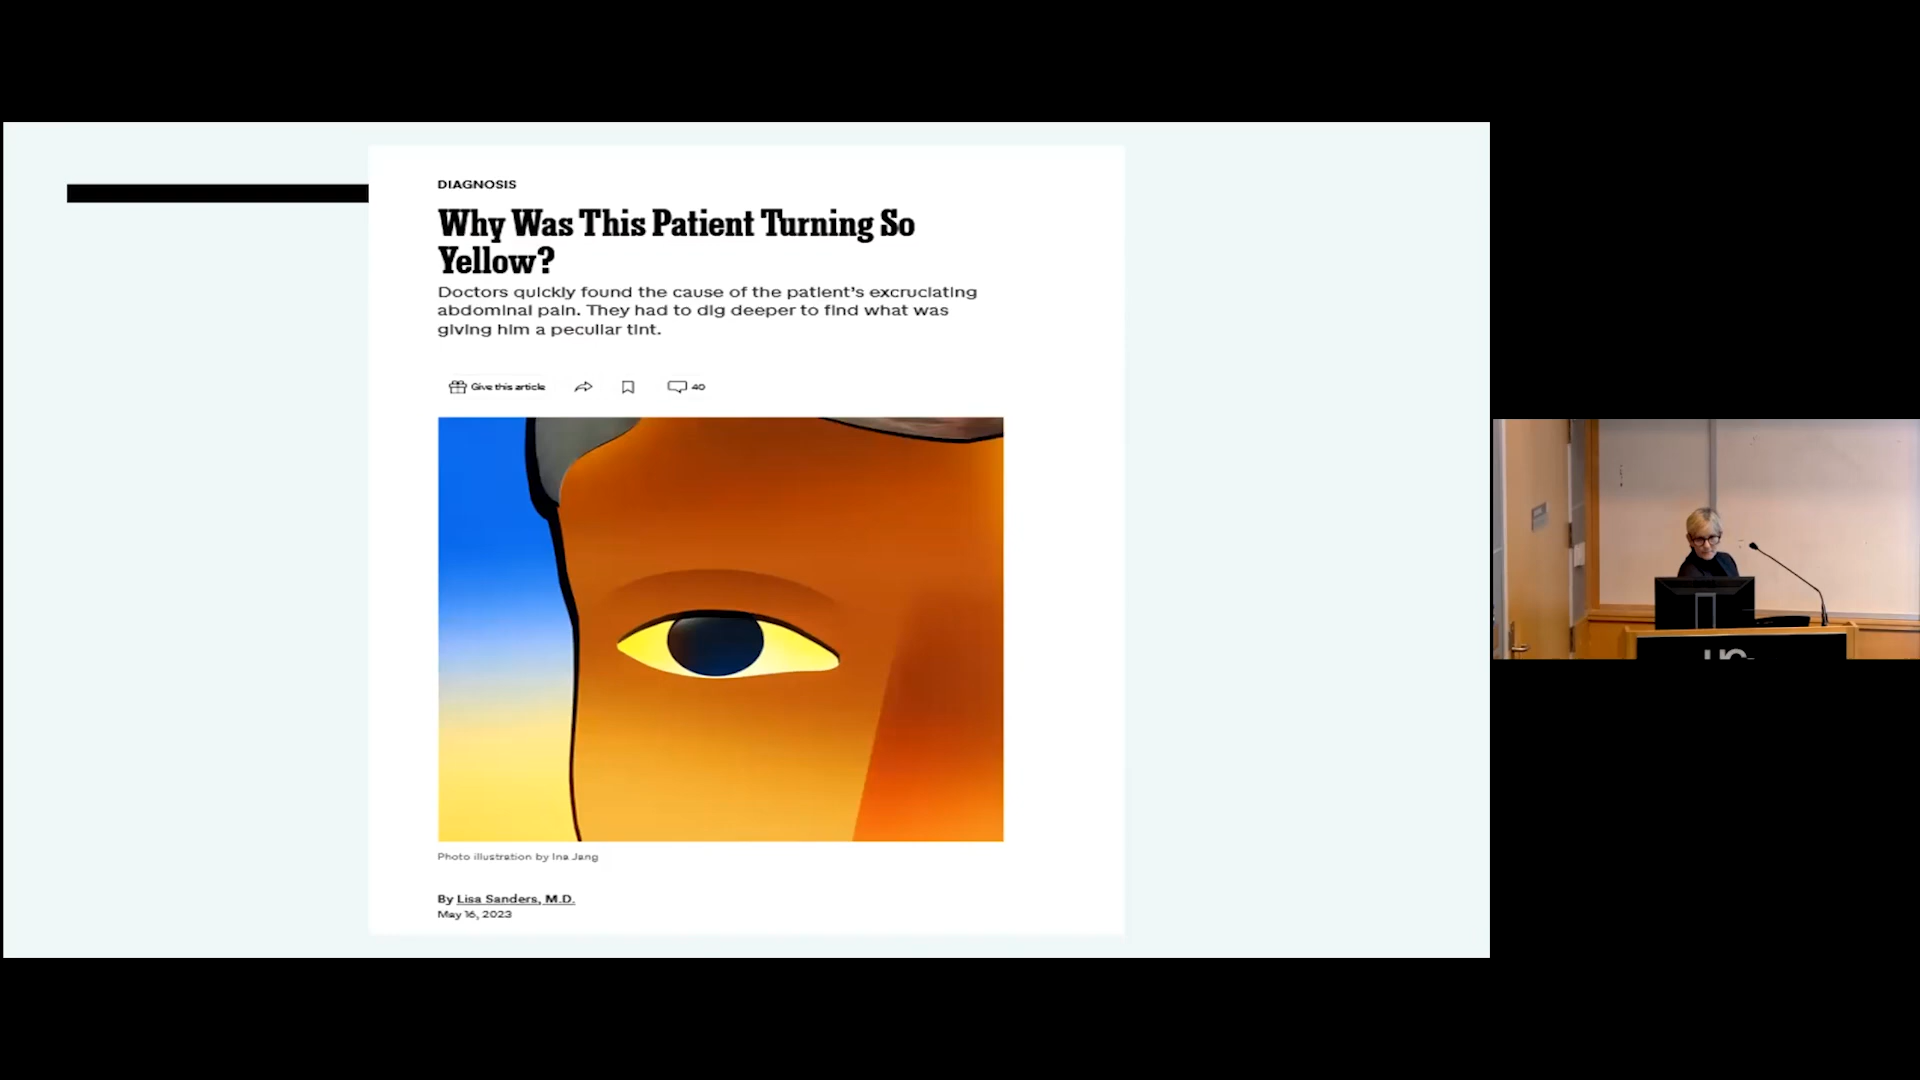 DIAGNOSIS
Why Was This Patient Turning So
Yellow?
Doctors quickly found the cause of the patient's excruciating
abdominal pain. They had to dig deeper to find what was
giving him a peculiar tint.
Give this article
40
Photo illustration by Ina Jang
By Lisa Sanders, M.D.
May 16, 2023